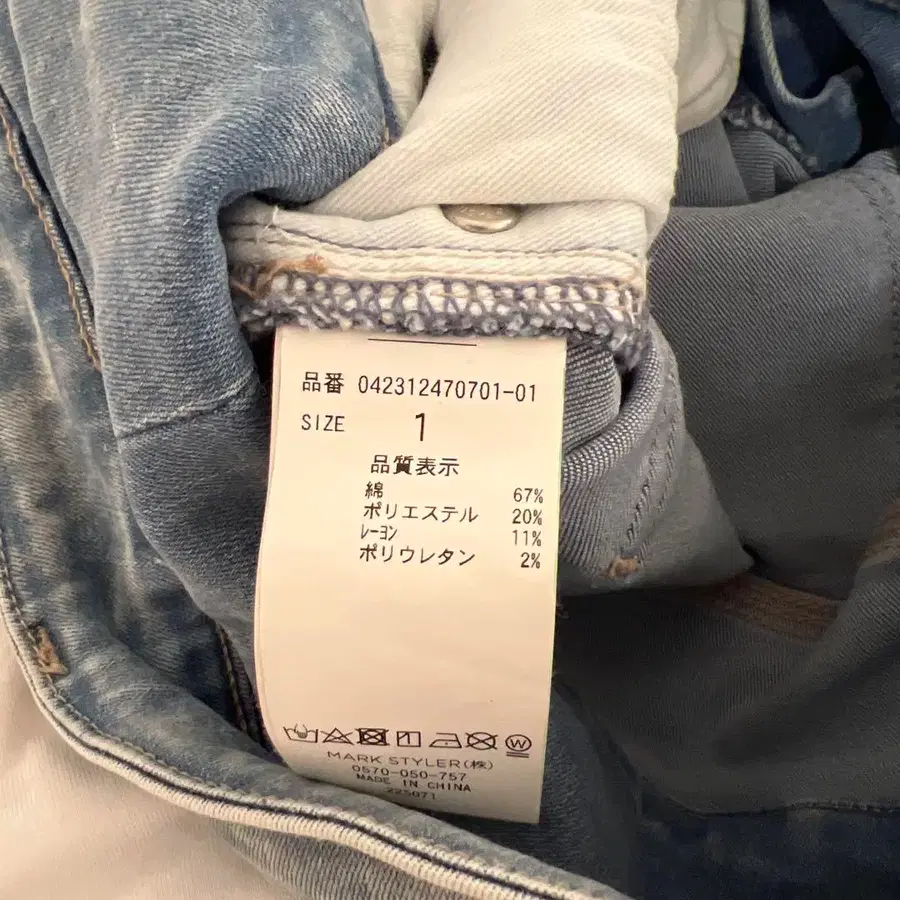 品番 042312470701-01
SIZE 1
品質表示
綿 67%
ポリエステル 20%
レーヨン 11%
ポリウレタン 2%
W
MARK STYLER(株)
0570-050-757
MADE IN CHINA
225071